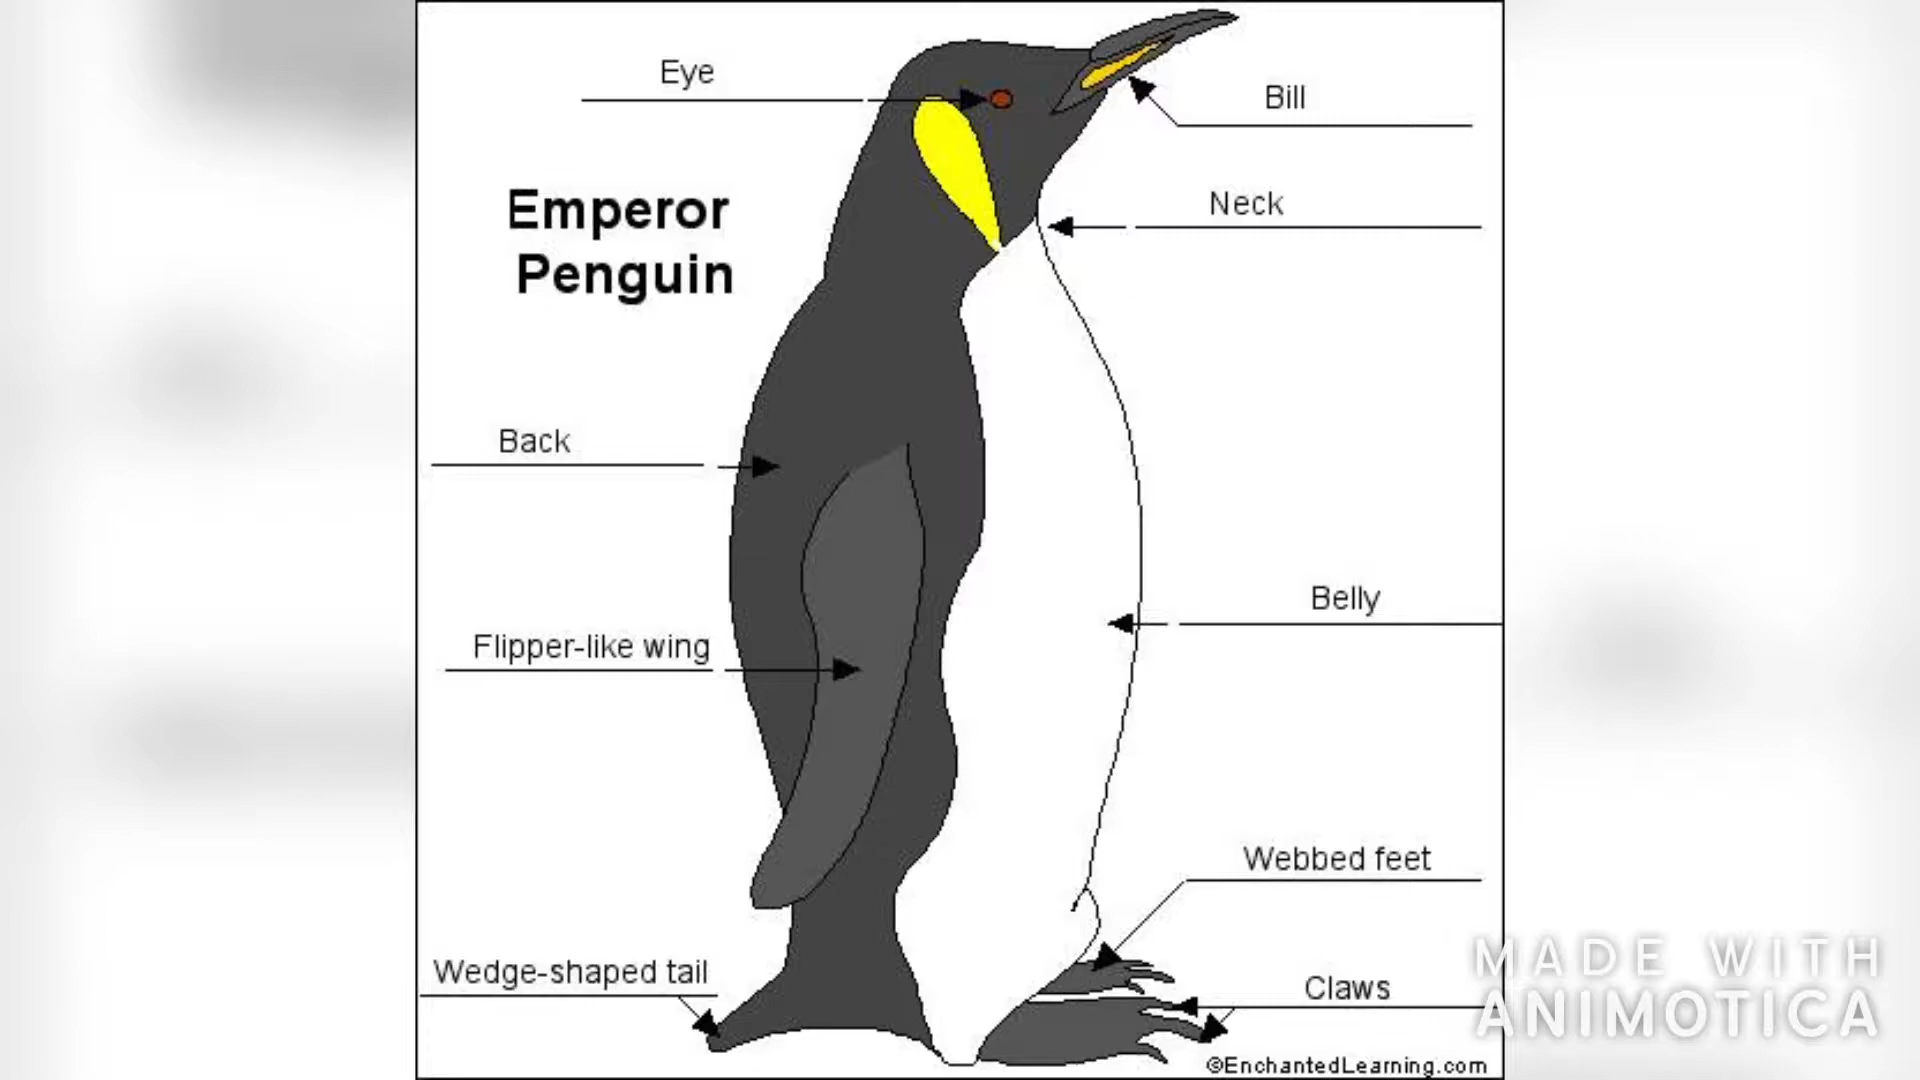 Eye
Bill
Neck
Emperor
Penguin
Back
Belly
Flipper-like wing
Webbed feet
Wedge-shaped tail
Claws
MADE WITH
ANIMOTICA
©EnchantedLearning.com